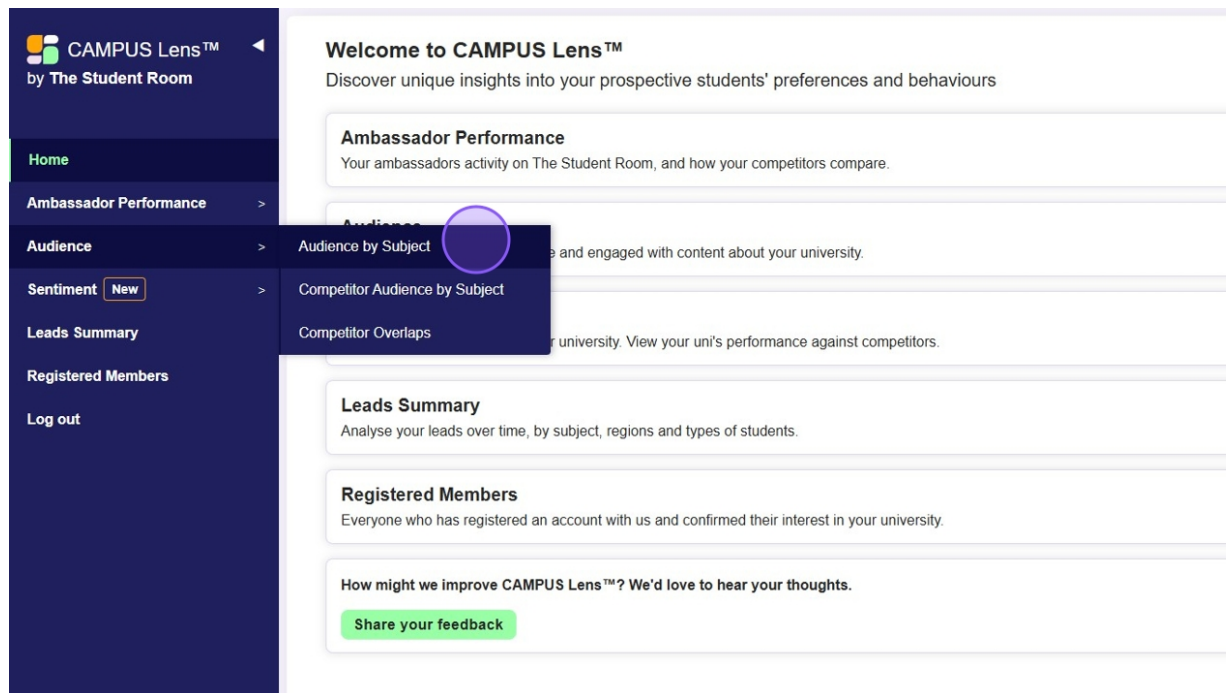 CAMPUS Lens™ ◀
by The Student Room
Home
Ambassador Performance >
Audience >
Sentiment New >
Leads Summary
Registered Members
Log out
Audience by Subject
Competitor Audience by Subject
Competitor Overlaps
Welcome to CAMPUS Lens™
Discover unique insights into your prospective students' preferences and behaviours
Ambassador Performance
Your ambassadors activity on The Student Room, and how your competitors compare.
Audience
and engaged with content about your university.
university. View your uni's performance against competitors.
Leads Summary
Analyse your leads over time, by subject, regions and types of students.
Registered Members
Everyone who has registered an account with us and confirmed their interest in your university.
How might we improve CAMPUS Lens™? We'd love to hear your thoughts.
Share your feedback